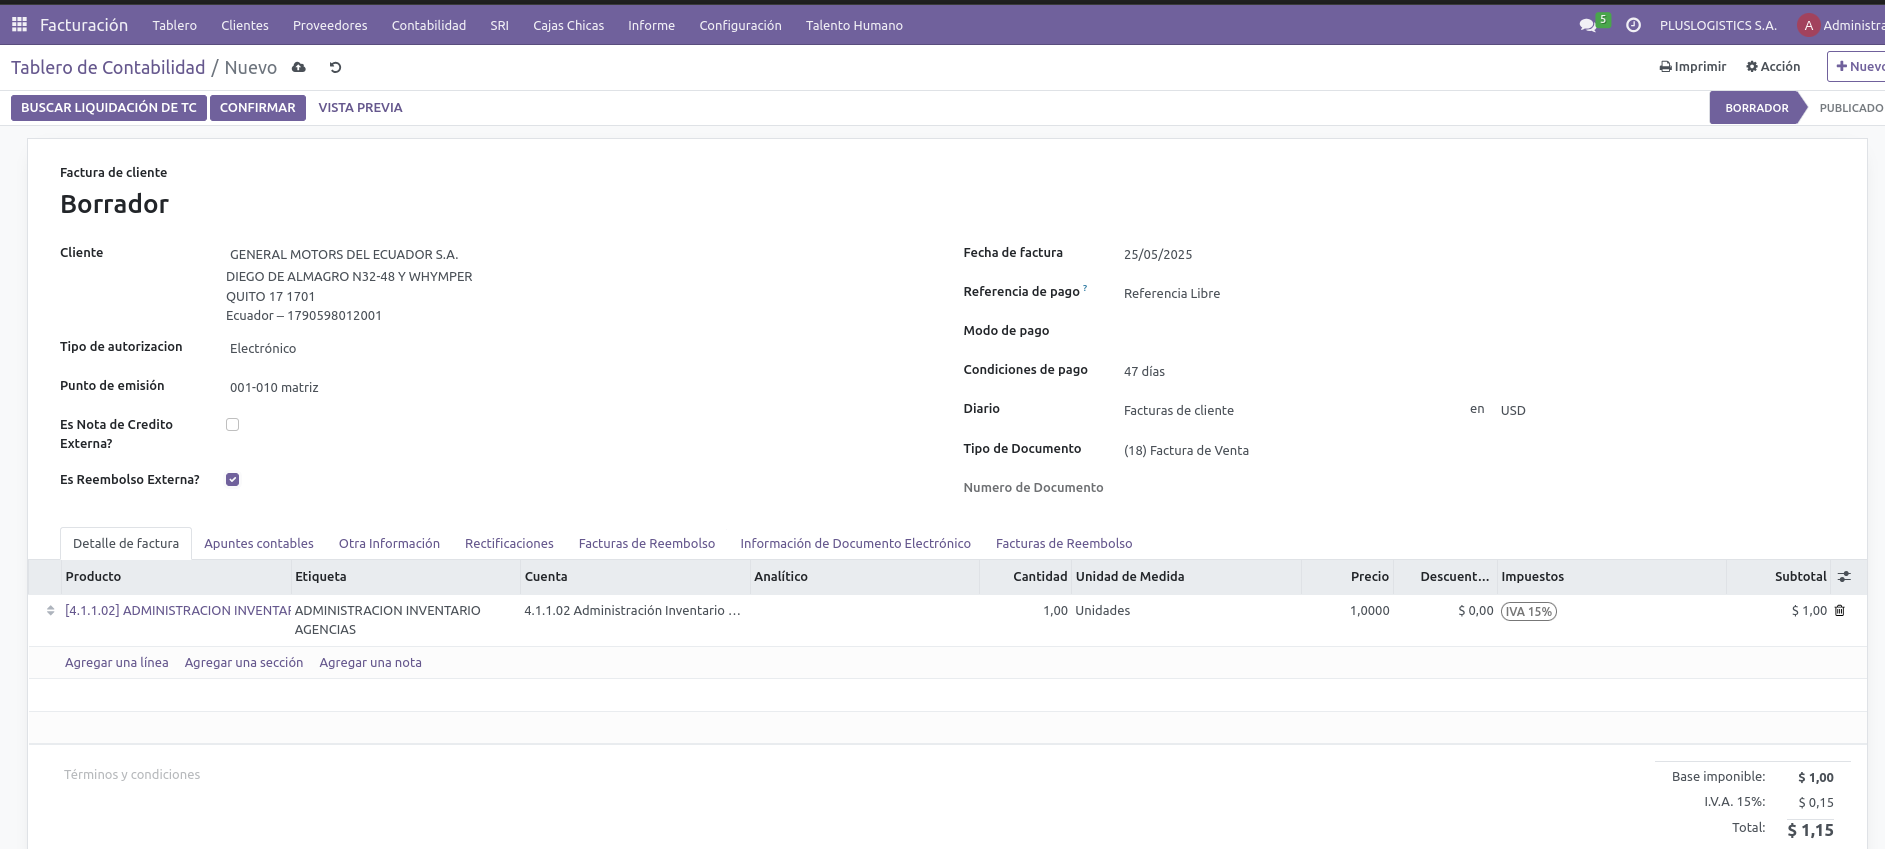 Facturación Tablero Clientes Proveedores Contabilidad SRI Cajas Chicas Informe Configuración Talento Humano 5 PLUSLOGISTICS S.A. A Administra
Tablero de Contabilidad / Nuevo Imprimir Acción Nuevo
BUSCAR LIQUIDACIÓN DE TC CONFIRMAR VISTA PREVIA BORRADOR PUBLICADO
Factura de cliente
Borrador
Cliente GENERAL MOTORS DEL ECUADOR S.A.
DIEGO DE ALMAGRO N32-48 Y WHYMPER
QUITO 17 1701
Ecuador – 1790598012001
Tipo de autorizacion Electrónico
Punto de emisión 001-010 matriz
Es Nota de Credito
Externa?
Es Reembolso Externa?
Fecha de factura 25/05/2025
Referencia de pago ? Referencia Libre
Modo de pago
Condiciones de pago 47 días
Diario Facturas de cliente en USD
Tipo de Documento (18) Factura de Venta
Numero de Documento
Detalle de factura Apuntes contables Otra Información Rectificaciones Facturas de Reembolso Información de Documento Electrónico Facturas de Reembolso
Producto Etiqueta Cuenta Analítico Cantidad Unidad de Medida Precio Descuent... Impuestos Subtotal
[4.1.1.02] ADMINISTRACION INVENTAR ADMINISTRACION INVENTARIO 4.1.1.02 Administración Inventario ... 1,00 Unidades 1,0000 $ 0,00 IVA 15% $ 1,00
AGENCIAS
Agregar una línea Agregar una sección Agregar una nota
Términos y condiciones
Base imponible: $ 1,00
I.V.A. 15%: $ 0,15
Total: $ 1,15